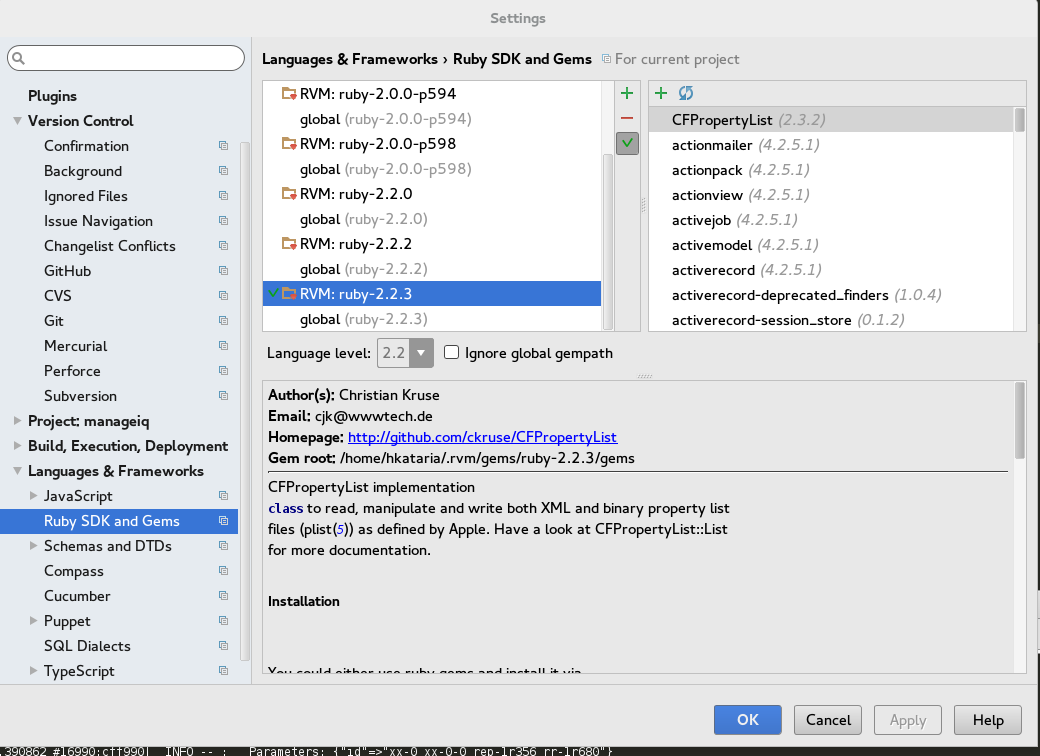 Settings
Languages & Frameworks › Ruby SDK and Gems For current project
Plugins
Version Control
Confirmation
Background
Ignored Files
Issue Navigation
Changelist Conflicts
GitHub
CVS
Git
Mercurial
Perforce
Subversion
Project: manageiq
Build, Execution, Deployment
Languages & Frameworks
JavaScript
Ruby SDK and Gems
Schemas and DTDs
Compass
Cucumber
Puppet
SQL Dialects
TypeScript
RVM: ruby-2.0.0-p594
global (ruby-2.0.0-p594)
RVM: ruby-2.0.0-p598
global (ruby-2.0.0-p598)
RVM: ruby-2.2.0
global (ruby-2.2.0)
RVM: ruby-2.2.2
global (ruby-2.2.2)
RVM: ruby-2.2.3
global (ruby-2.2.3)
CFPropertyList (2.3.2)
actionmailer (4.2.5.1)
actionpack (4.2.5.1)
actionview (4.2.5.1)
activejob (4.2.5.1)
activemodel (4.2.5.1)
activerecord (4.2.5.1)
activerecord-deprecated_finders (1.0.4)
activerecord-session_store (0.1.2)
Language level: 2.2 Ignore global gempath
Author(s): Christian Kruse
Email: cjk@wwwtech.de
Homepage: http://github.com/ckruse/CFPropertyList
Gem root: /home/hkataria/.rvm/gems/ruby-2.2.3/gems
CFPropertyList implementation
class to read, manipulate and write both XML and binary property list
files (plist(5)) as defined by Apple. Have a look at CFPropertyList::List
for more documentation.
Installation
You could either use ruby gems and install it via
OK Cancel Apply Help
.390862 #16990:cff990] INFO -- : Parameters: {"id"=>"xx-0_xx-0-0_rep-1r356_rr-1r680"}